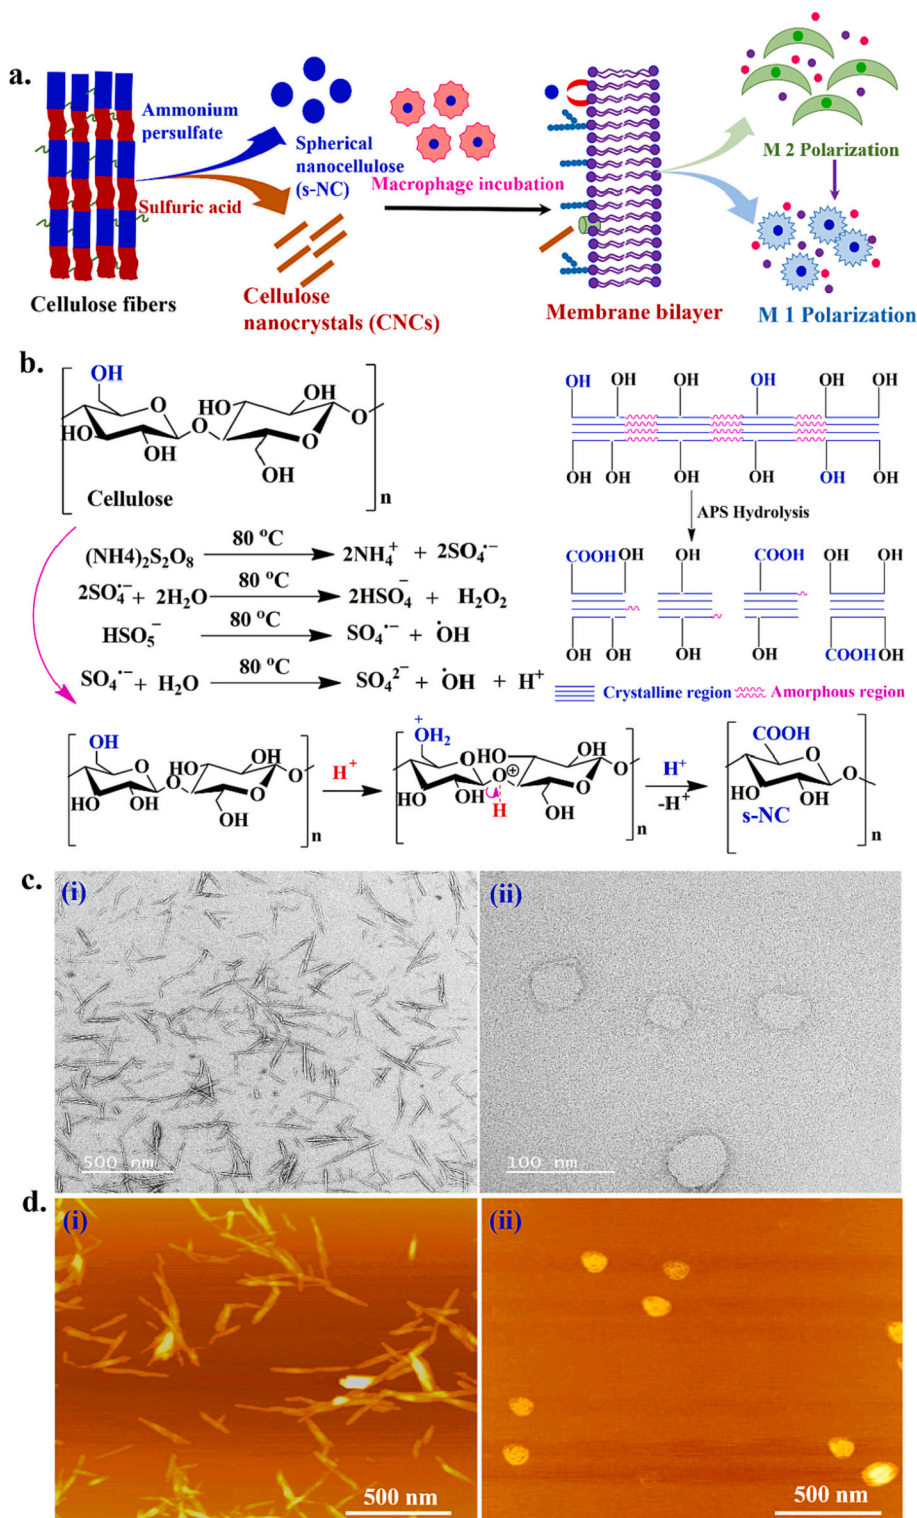 a.
Ammonium
persulfate
Sulfuric acid
Cellulose fibers
Spherical
nanocellulose
(s-NC)
Cellulose
nanocrystals (CNCs)
Macrophage incubation
Membrane bilayer
M 2 Polarization
M 1 Polarization
b.
OH
O
HO
OH
O
OH
HO
OH
O
O
OH
n
Cellulose
(NH4)₂S₂O₈ 80 °C 2NH₄⁺ + 2SO₄•⁻
2SO₄•⁻ + 2H₂O 80 °C 2HSO₄⁻ + H₂O₂
HSO₅⁻ 80 °C SO₄•⁻ + •OH
SO₄•⁻ + H₂O 80 °C SO₄²⁻ + •OH + H⁺
OH OH OH OH OH OH
OH OH OH OH OH OH
APS Hydrolysis
COOH OH OH COOH OH OH
OH OH OH OH COOH OH
Crystalline region Amorphous region
OH
O
HO
OH
O
HO
OH
O
O
OH
n
H⁺
+
OH₂
O
HO
OH
O
⊕
H
HO
OH
O
O
OH
n
H⁺
-H⁺
COOH
O
O
HO
OH
s-NC
n
c.
(i)
500 nm
(ii)
100 nm
d.
(i)
500 nm
(ii)
500 nm